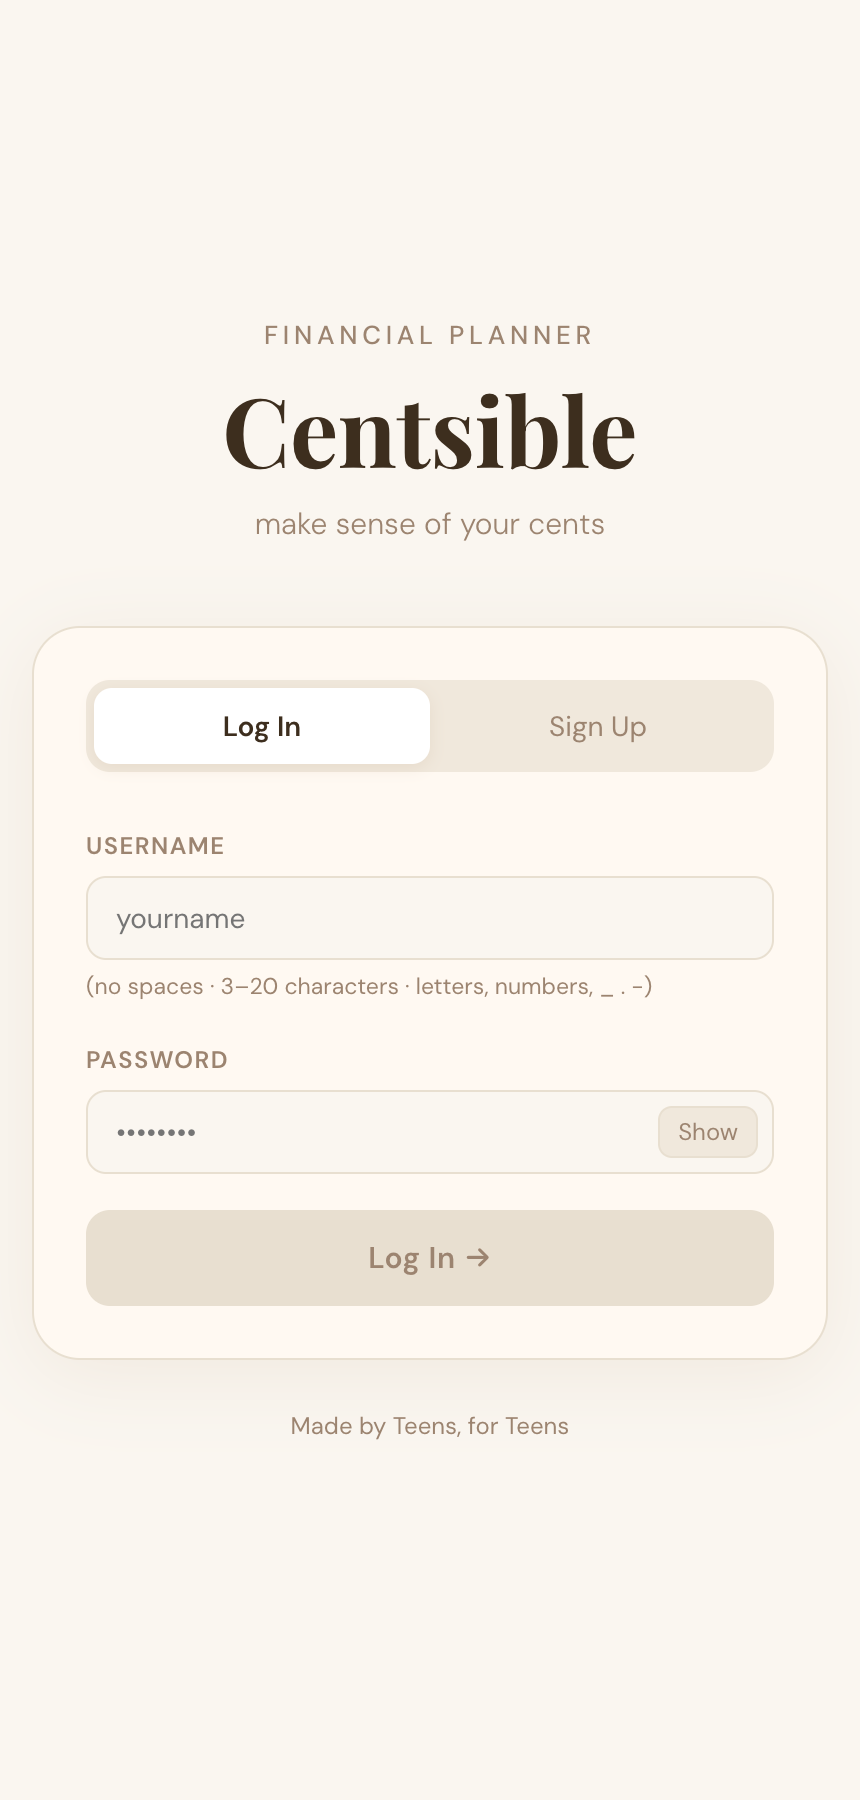 FINANCIAL PLANNER
Centsible
make sense of your cents
Log In
Sign Up
USERNAME
yourname
(no spaces · 3–20 characters · letters, numbers, _ . -)
PASSWORD
••••••••
Show
Log In →
Made by Teens, for Teens